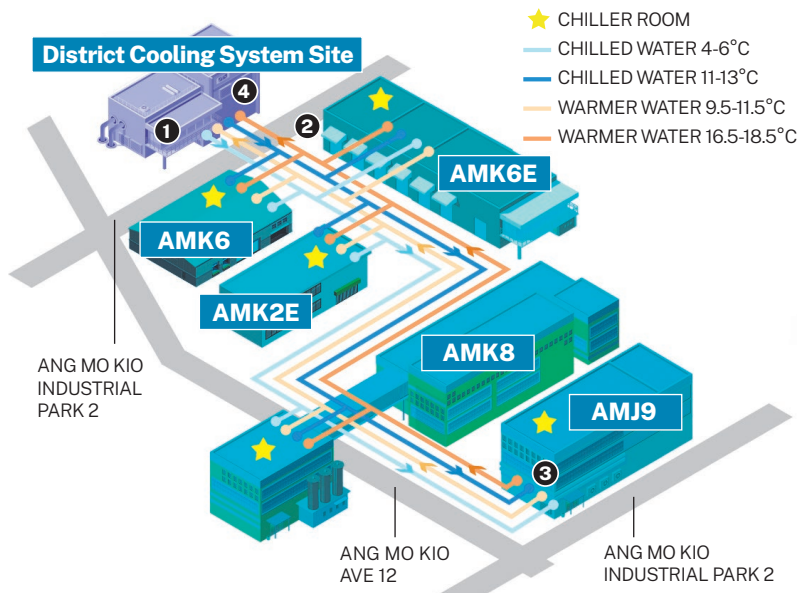 CHILLER ROOM
District Cooling System Site
CHILLED WATER 4-6°C
CHILLED WATER 11-13°C
WARMER WATER 9.5-11.5°C
WARMER WATER 16.5-18.5°C
4
1
2
AMK6E
AMK6
AMK2E
AMK8
ANG MO KIO
INDUSTRIAL
PARK 2
AMJ9
3
ANG MO KIO
AVE 12
ANG MO KIO
INDUSTRIAL PARK 2